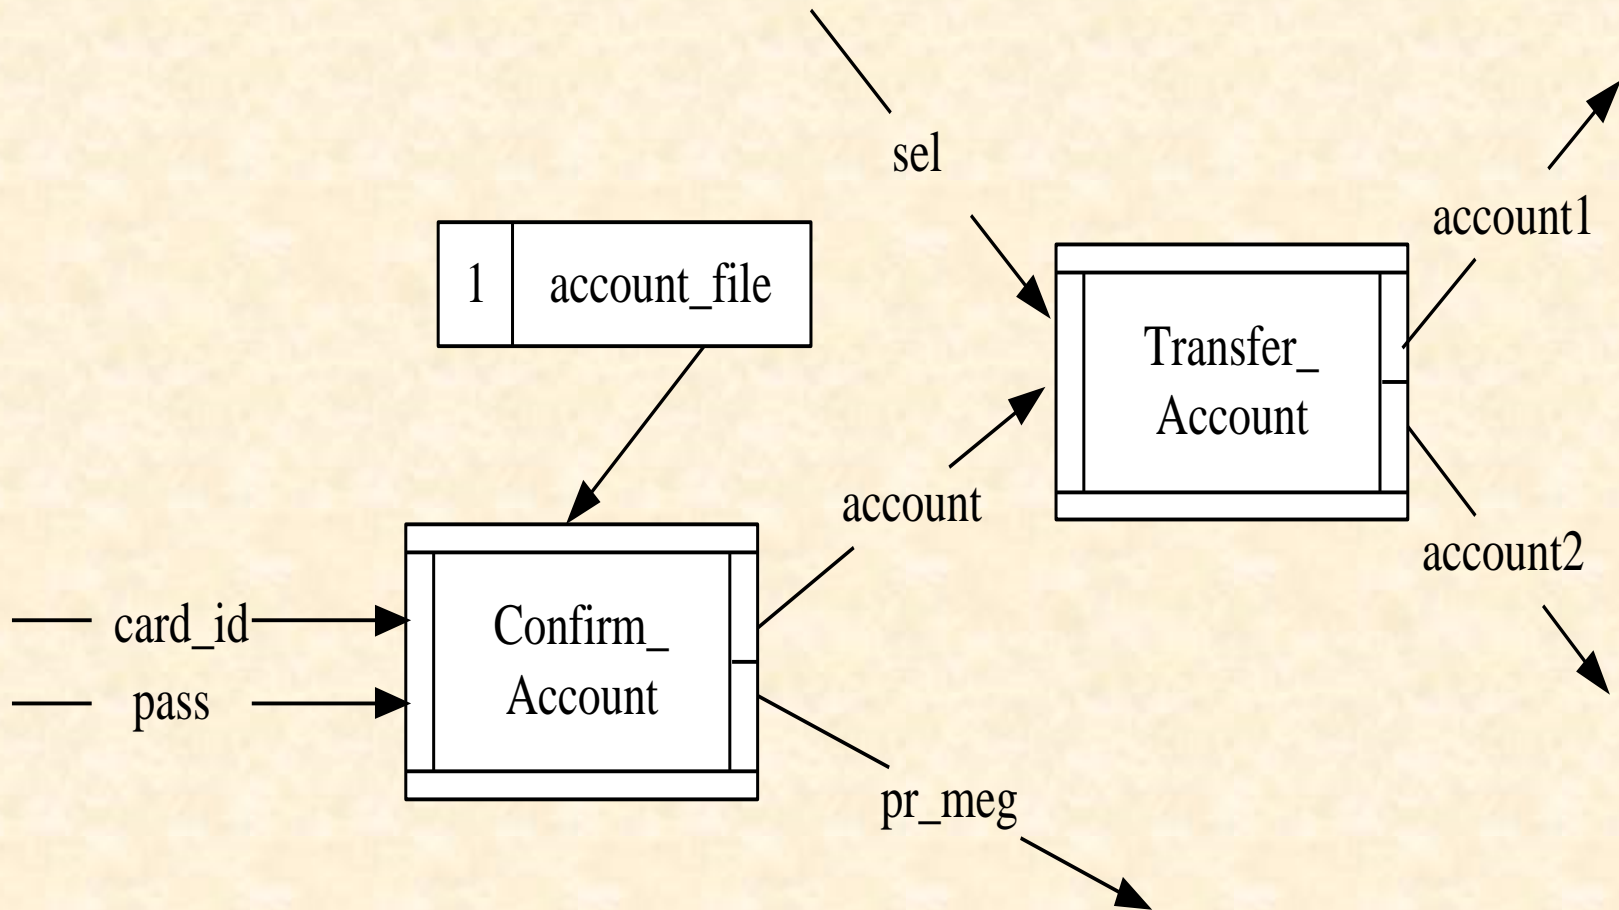 sel
account1
1
account_file
Transfer_
Account
account
account2
card_id
Confirm_
Account
pass
pr_meg